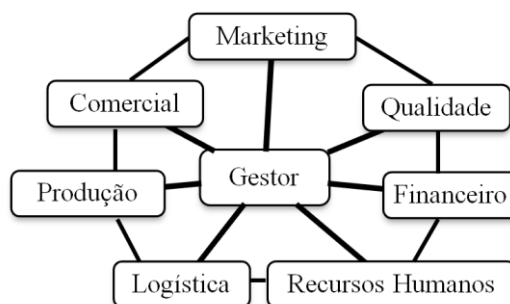 Marketing
Comercial
Qualidade
Gestor
Produção
Financeiro
Logística
Recursos Humanos